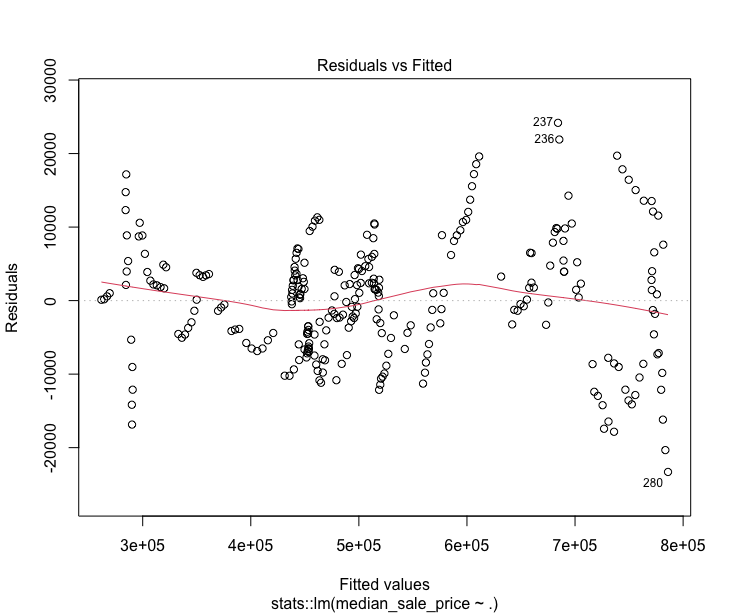 Residuals vs Fitted
30000
20000
10000
0
-10000
-20000
Residuals
237
236
280
3e+05 4e+05 5e+05 6e+05 7e+05 8e+05
Fitted values
stats::lm(median_sale_price ~ .)